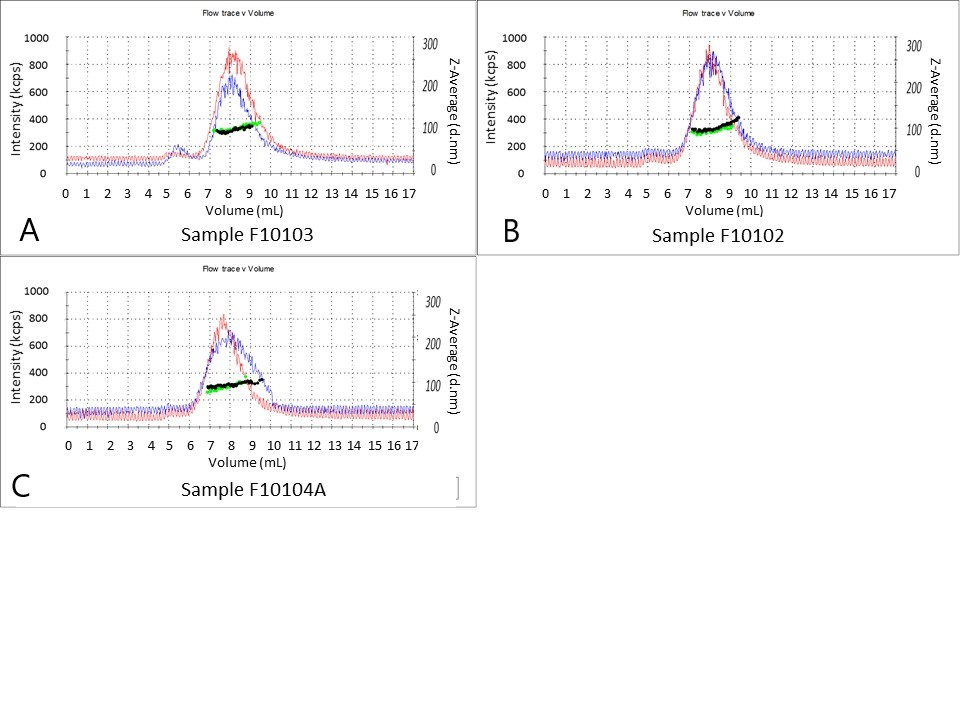 Flow trace v Volume
1000
800
600
400
200
0
Intensity (kcps)
300
200
100
0
Z-Average (d.nm)
0 1 2 3 4 5 6 7 8 9 10 11 12 13 14 15 16 17
Volume (mL)
A
Sample F10103
Flow trace v Volume
1000
800
600
400
200
0
Intensity (kcps)
300
200
100
0
Z-Average (d.nm)
0 1 2 3 4 5 6 7 8 9 10 11 12 13 14 15 16 17
Volume (mL)
B
Sample F10102
Flow trace v Volume
1000
800
600
400
200
0
Intensity (kcps)
300
200
100
0
Z-Average (d.nm)
0 1 2 3 4 5 6 7 8 9 10 11 12 13 14 15 16 17
Volume (mL)
C
Sample F10104A